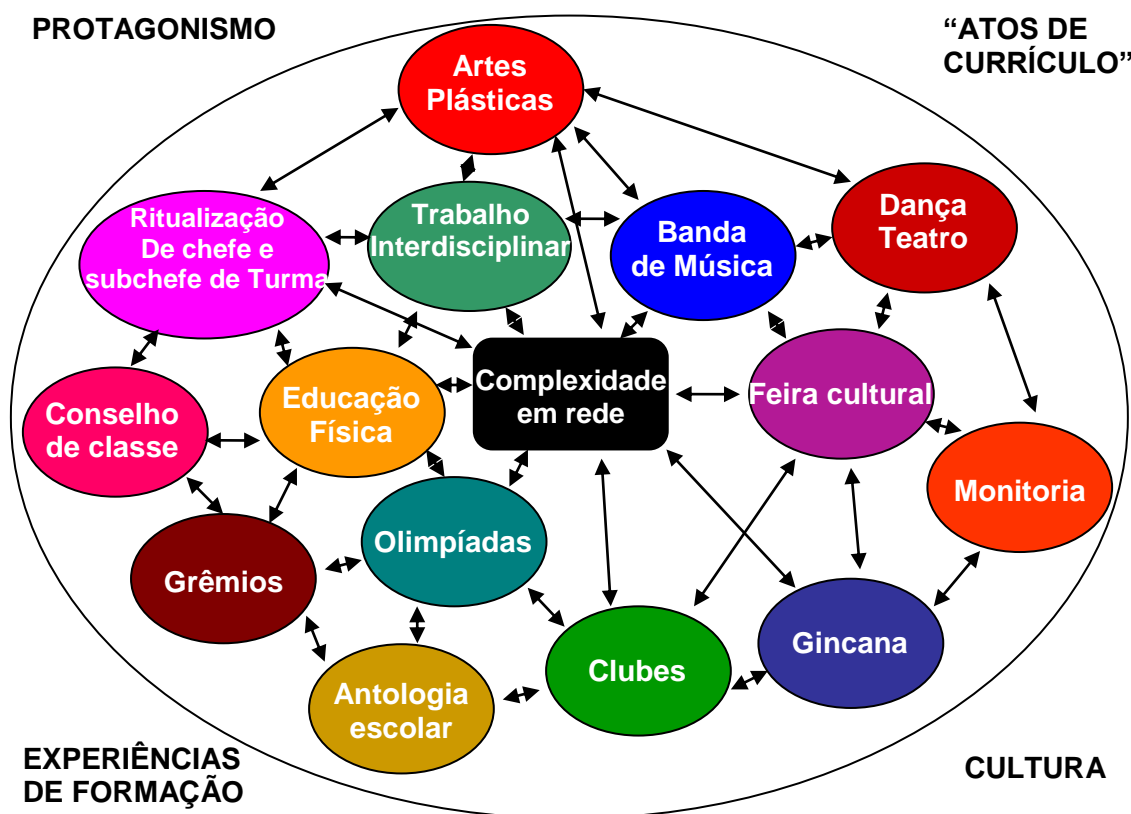 PROTAGONISMO
“ATOS DE
CURRÍCULO”
Artes
Plásticas
Ritualização
De chefe e
subchefe de Turma
Trabalho
Interdisciplinar
Banda
de Música
Dança
Teatro
Conselho
de classe
Educação
Física
Complexidade
em rede
Feira cultural
Monitoria
Grêmios
Olimpíadas
Antologia
escolar
Clubes
Gincana
EXPERIÊNCIAS
DE FORMAÇÃO
CULTURA